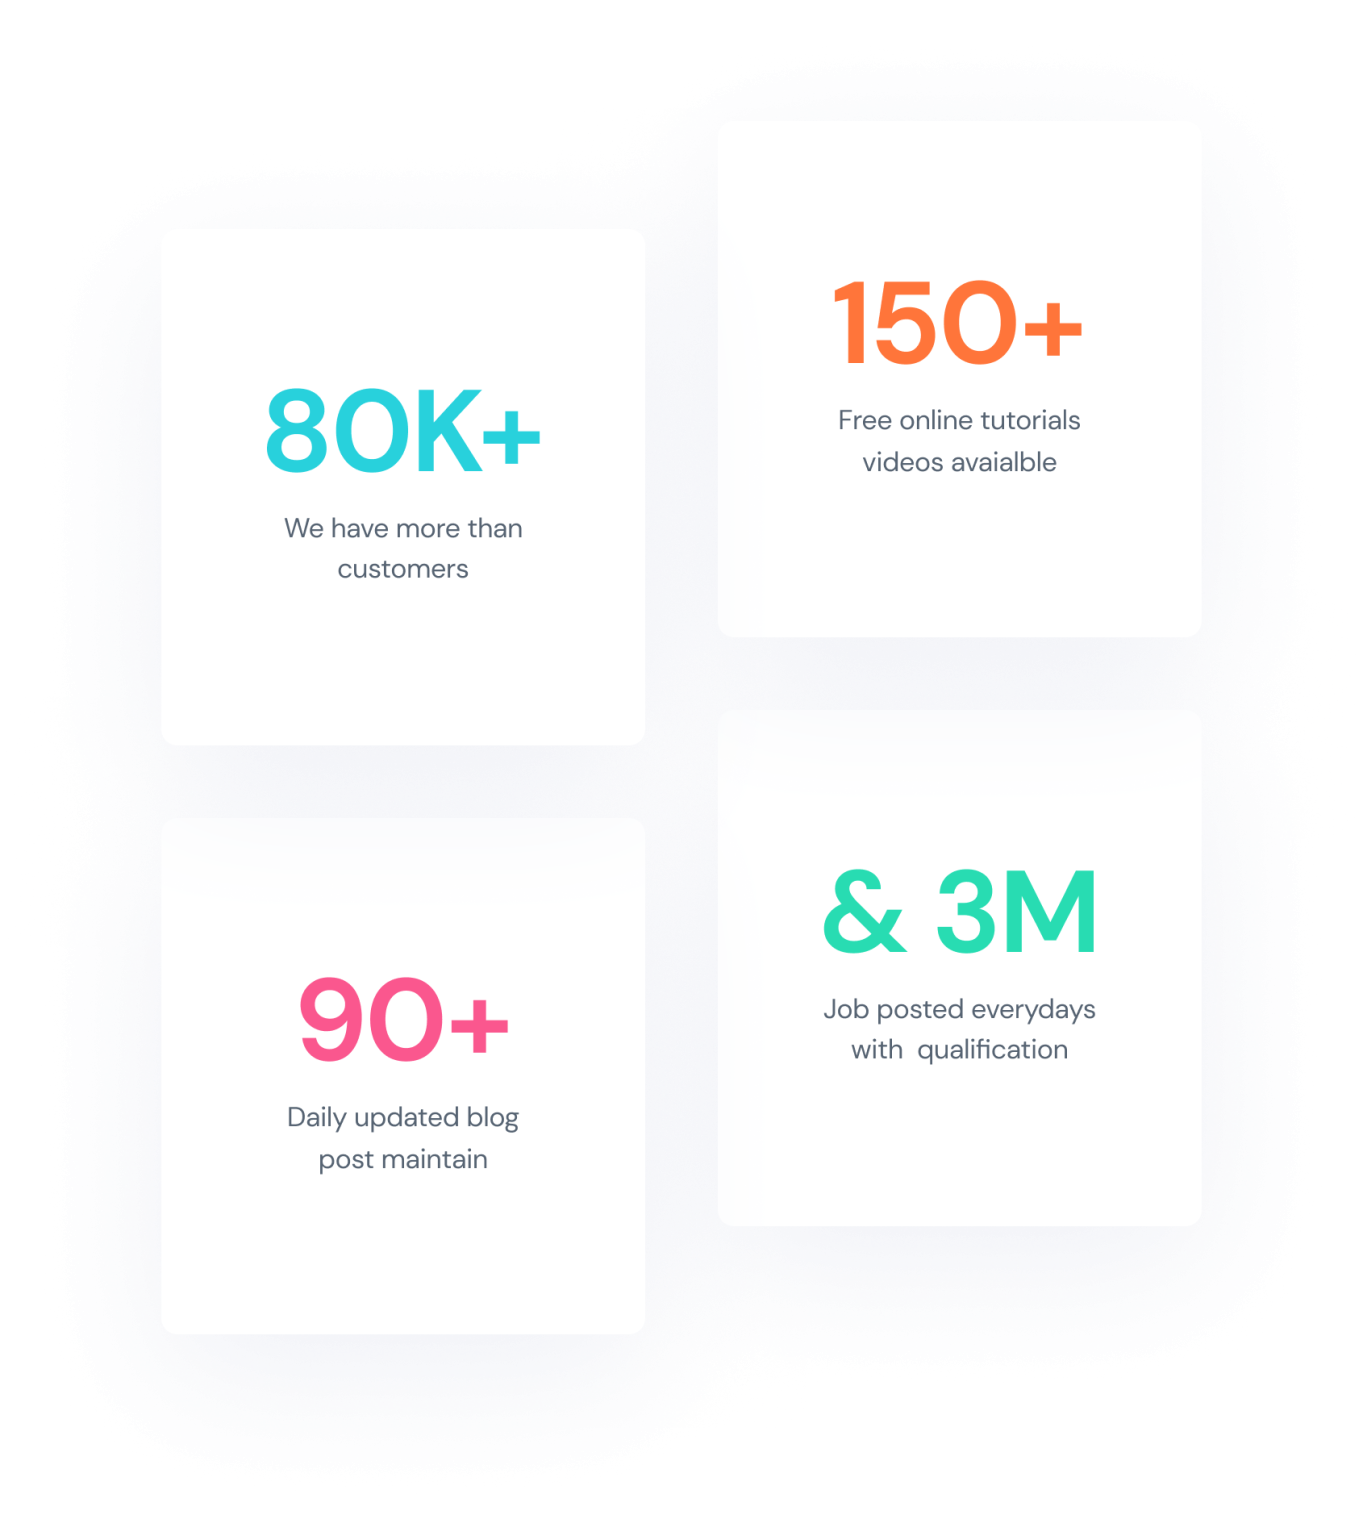 80K+
We have more than
customers
150+
Free online tutorials
videos avaialble
90+
Daily updated blog
post maintain
& 3M
Job posted everydays
with  qualification